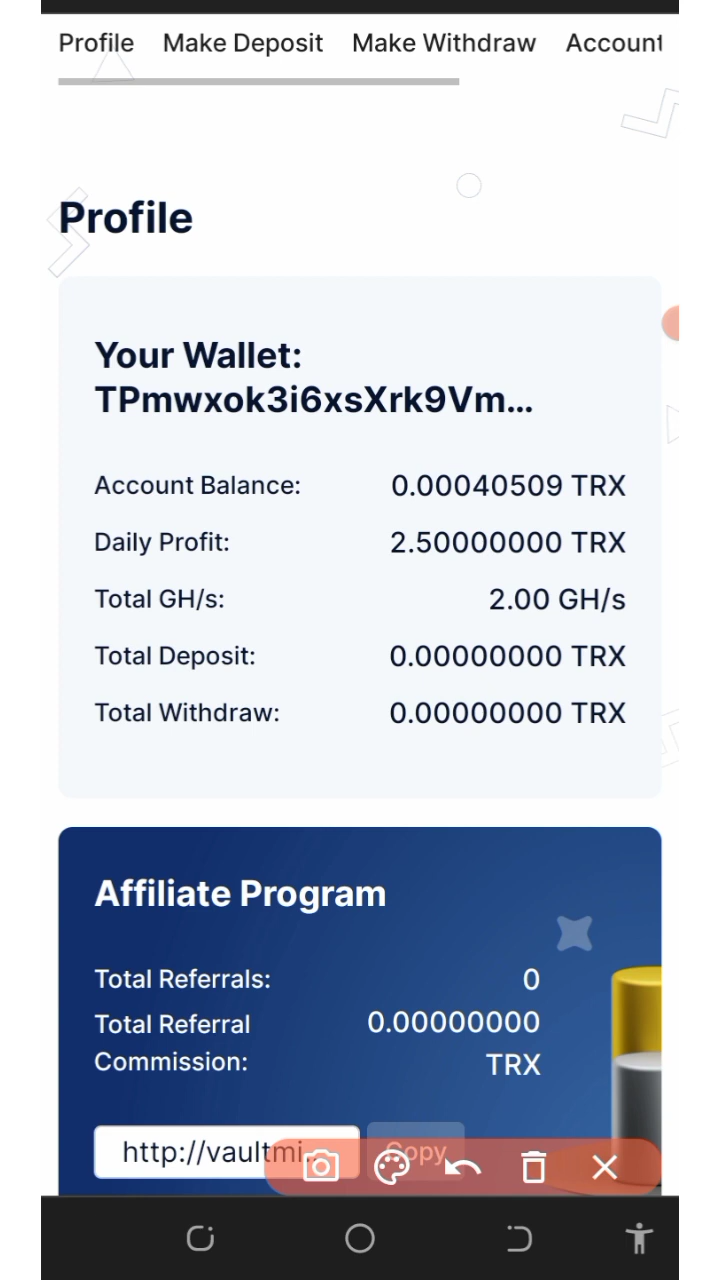 Profile Make Deposit Make Withdraw Account
Profile
Your Wallet:
TPmwxok3i6xsXrk9Vm...
Account Balance: 0.00040509 TRX
Daily Profit: 2.50000000 TRX
Total GH/s: 2.00 GH/s
Total Deposit: 0.00000000 TRX
Total Withdraw: 0.00000000 TRX
Affiliate Program
Total Referrals: 0
Total Referral 0.00000000
Commission: TRX
http://vaultmi... Copy